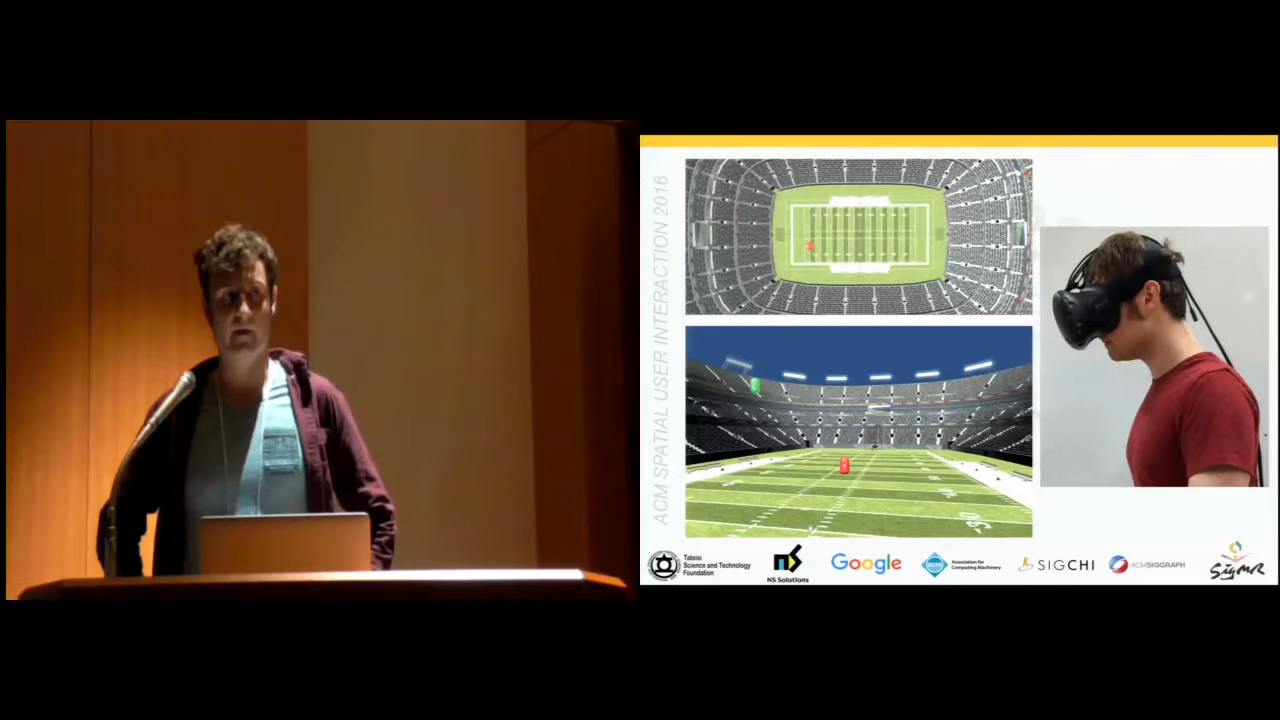 ACM SPATIAL USER INTERACTION 2016
Tateisi
Science and Technology
Foundation
NS Solutions
Google
acm
Association for
Computing Machinery
SIGCHI
ACMSIGGRAPH
SigMR